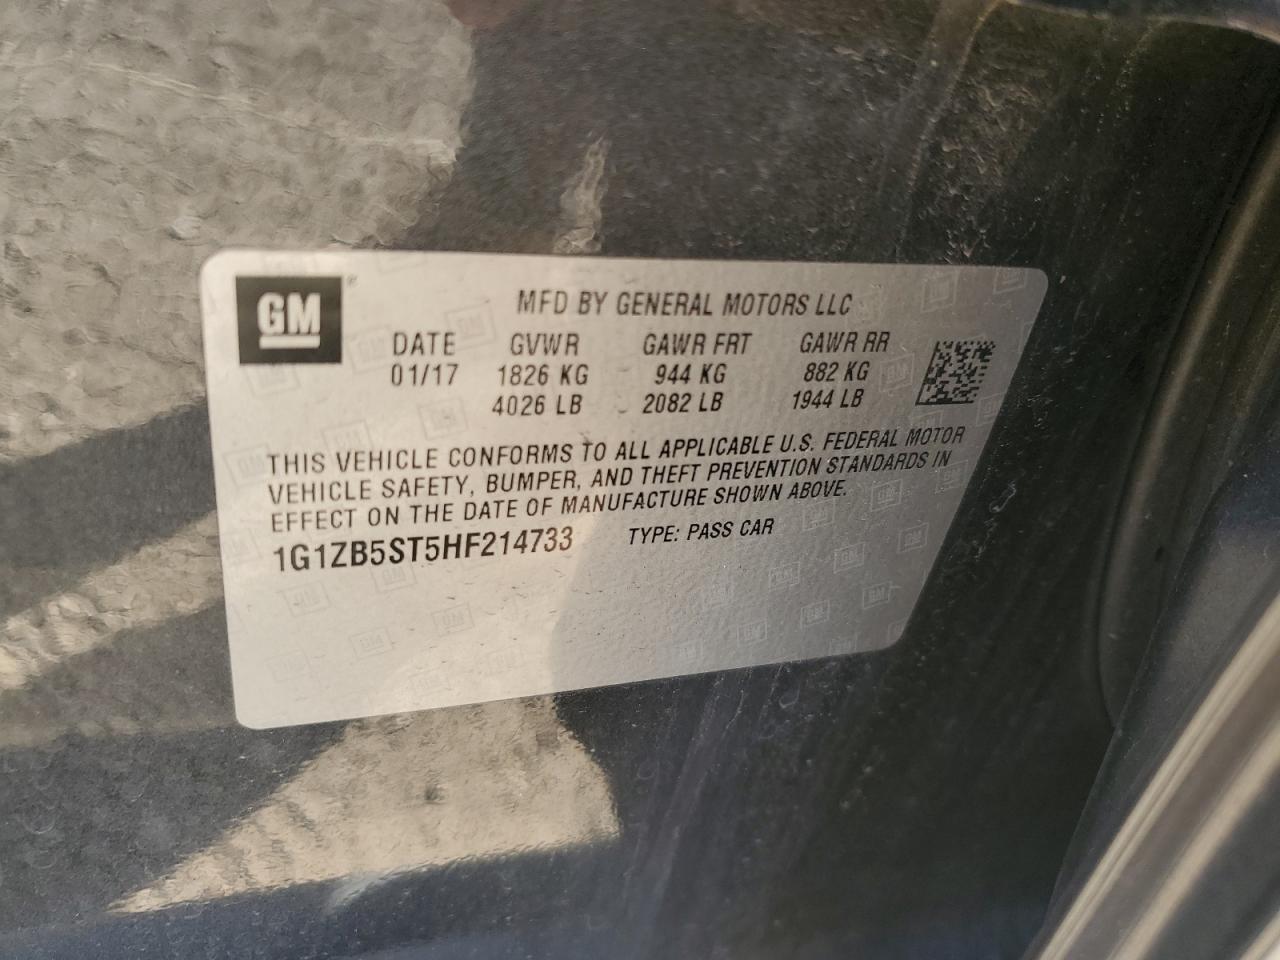 GM
MFD BY GENERAL MOTORS LLC
DATE GVWR GAWR FRT GAWR RR
01/17 1826 KG 944 KG 882 KG
4026 LB 2082 LB 1944 LB
THIS VEHICLE CONFORMS TO ALL APPLICABLE U.S. FEDERAL MOTOR
VEHICLE SAFETY, BUMPER, AND THEFT PREVENTION STANDARDS IN
EFFECT ON THE DATE OF MANUFACTURE SHOWN ABOVE.
1G1ZB5ST5HF214733 TYPE: PASS CAR